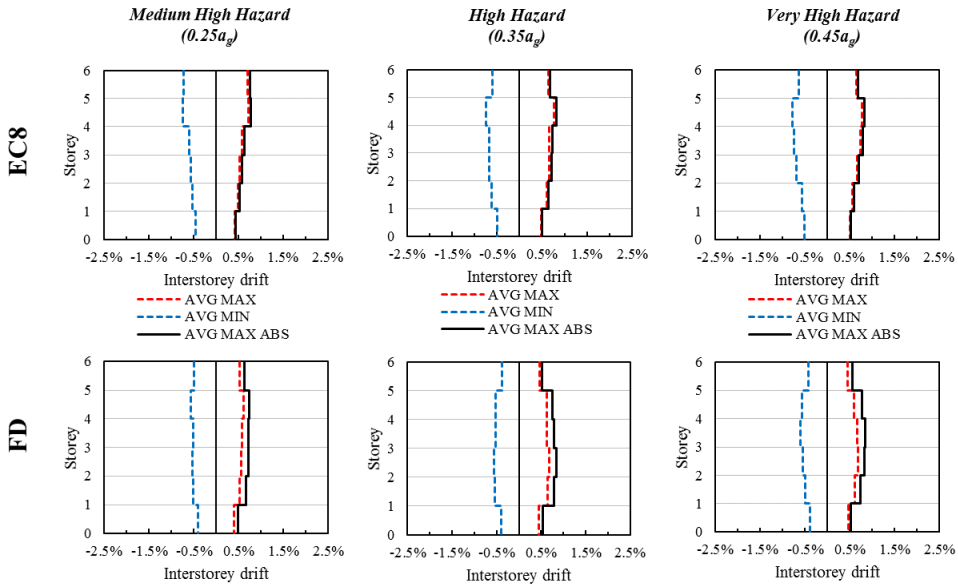 Medium High Hazard
(0.25ag)
High Hazard
(0.35ag)
Very High Hazard
(0.45ag)
EC8
Storey
6
5
4
3
2
1
0
-2.5% -1.5% -0.5% 0.5% 1.5% 2.5%
Interstorey drift
AVG MAX
AVG MIN
AVG MAX ABS
Storey
6
5
4
3
2
1
0
-2.5% -1.5% -0.5% 0.5% 1.5% 2.5%
Interstorey drift
AVG MAX
AVG MIN
AVG MAX ABS
Storey
6
5
4
3
2
1
0
-2.5% -1.5% -0.5% 0.5% 1.5% 2.5%
Interstorey drift
AVG MAX
AVG MIN
AVG MAX ABS
FD
Storey
6
5
4
3
2
1
0
-2.5% -1.5% -0.5% 0.5% 1.5% 2.5%
Interstorey drift
Storey
6
5
4
3
2
1
0
-2.5% -1.5% -0.5% 0.5% 1.5% 2.5%
Interstorey drift
Storey
6
5
4
3
2
1
0
-2.5% -1.5% -0.5% 0.5% 1.5% 2.5%
Interstorey drift